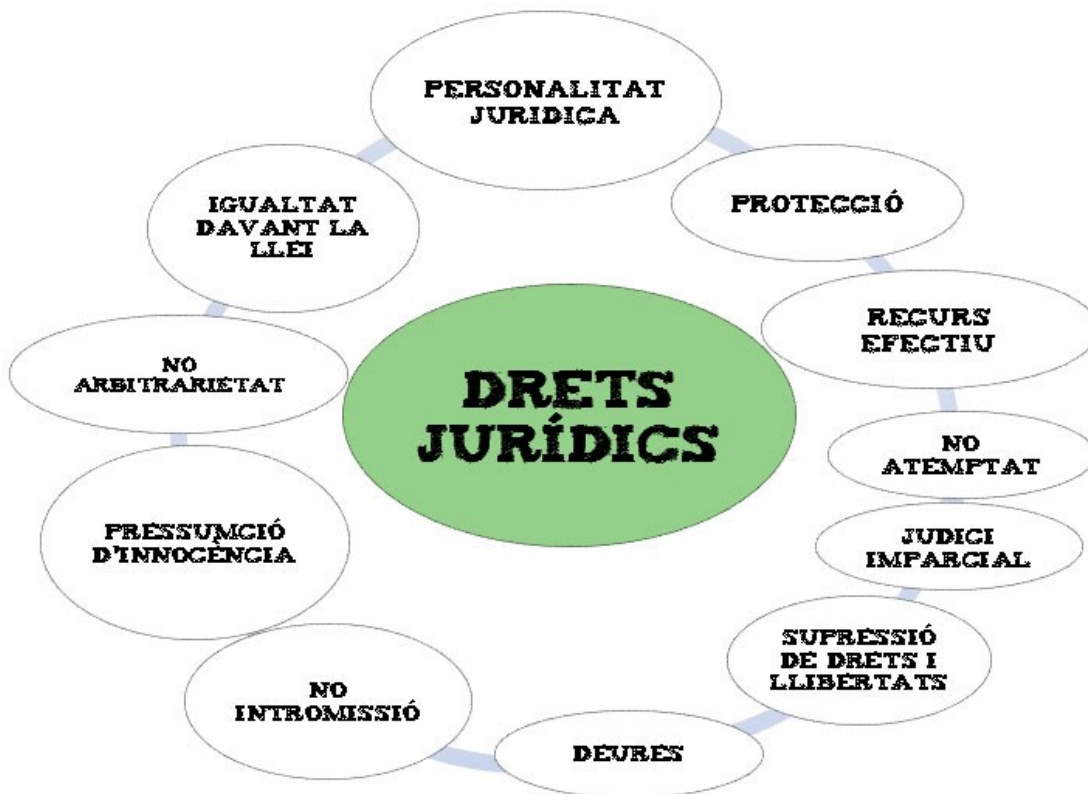 PERSONALITAT
JURIDICA
PROTECCIÓ
RECURS
EFECTIU
NO
ATEMPTAT
JUDICI
IMPARCIAL
SUPRESSIÓ
DE DRETS I
LLIBERTATS
DEURES
NO
INTROMISSIÓ
PRESSUMCIÓ
D'INNOCÈNCIA
NO
ARBITRARIETAT
IGUALTAT
DAVANT LA
LLEI
DRETS
JURÍDICS